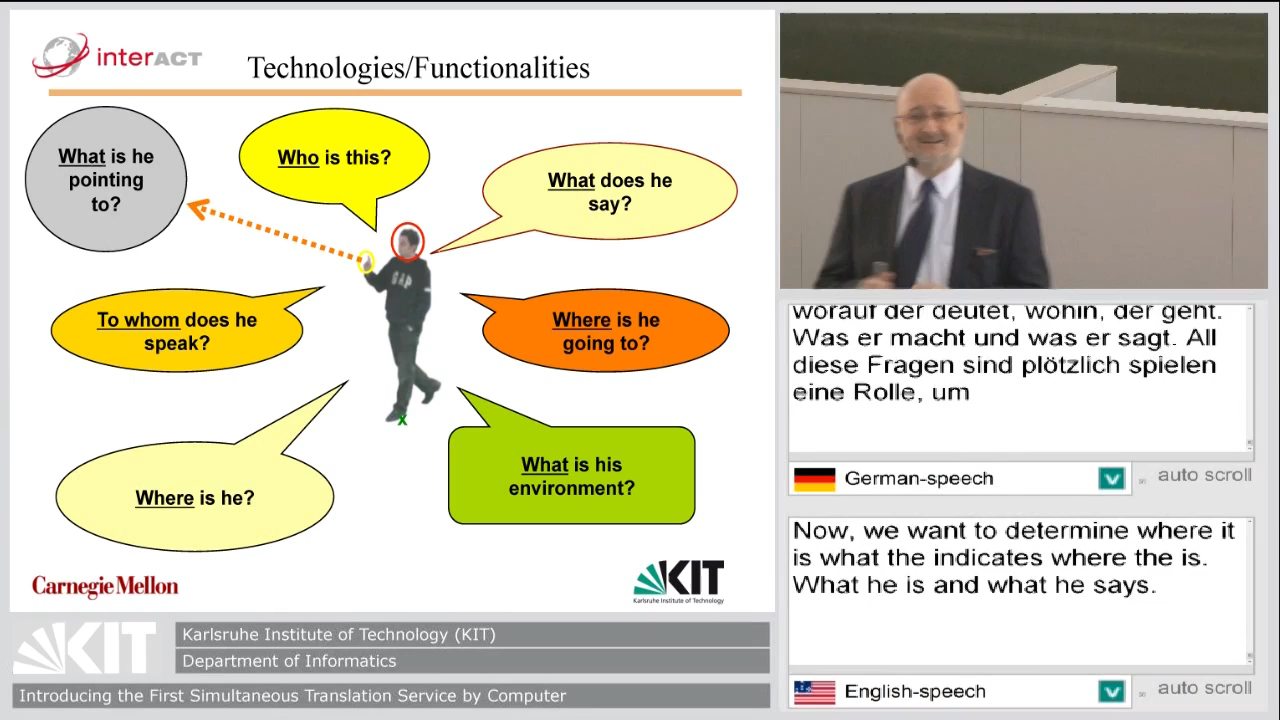 interACT
Technologies/Functionalities
What is he
pointing
to?
Who is this?
What does he
say?
GAP
To whom does he
speak?
Where is he
going to?
Where is he?
What is his
environment?
x
Carnegie Mellon
KIT
Karlsruhe Institute of Technology
KIT
Karlsruhe Institute of Technology (KIT)
Department of Informatics
Introducing the First Simultaneous Translation Service by Computer
worauf der deutet, wohin, der geht.
Was er macht und was er sagt. All
diese Fragen sind plötzlich spielen
eine Rolle, um
German-speech
auto scroll
Now, we want to determine where it
is what the indicates where the is.
What he is and what he says.
English-speech
auto scroll